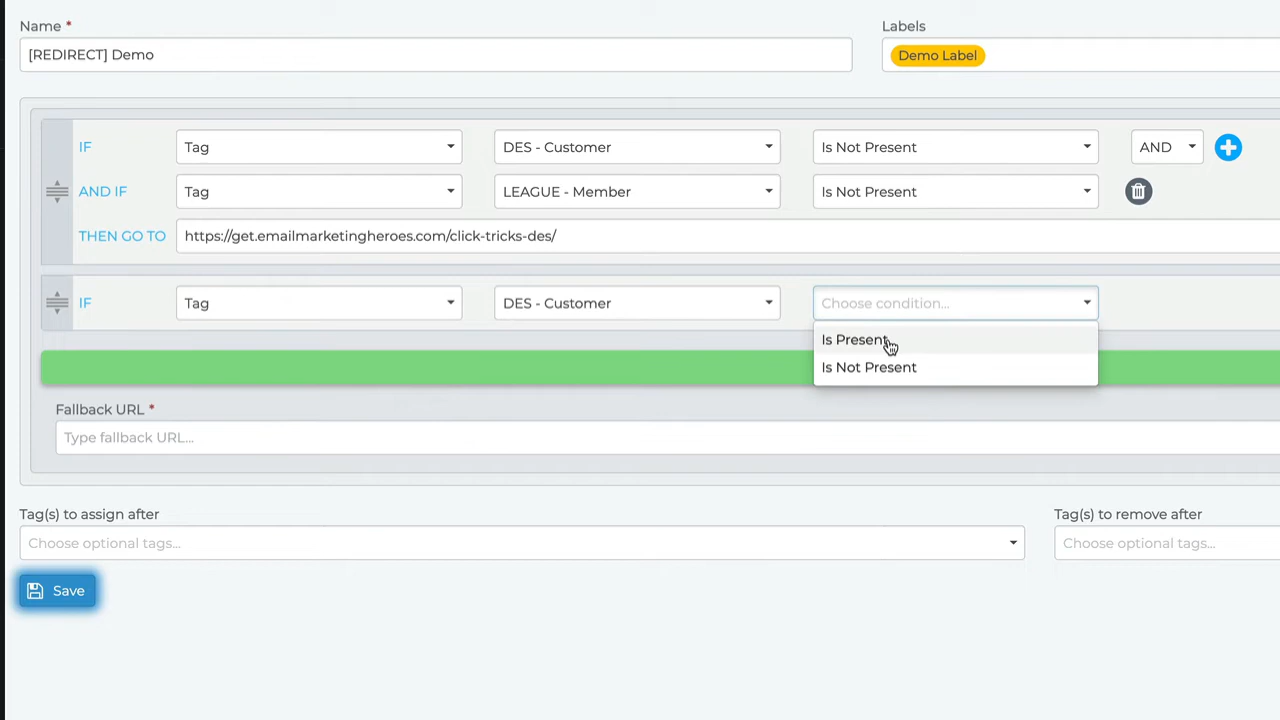 Name * Labels
[REDIRECT] Demo Demo Label
IF Tag DES - Customer Is Not Present AND
AND IF Tag LEAGUE - Member Is Not Present
THEN GO TO https://get.emailmarketingheroes.com/click-tricks-des/
IF Tag DES - Customer Choose condition...
Is Present
Is Not Present
Fallback URL *
Type fallback URL...
Tag(s) to assign after Tag(s) to remove after
Choose optional tags... Choose optional tags...
Save